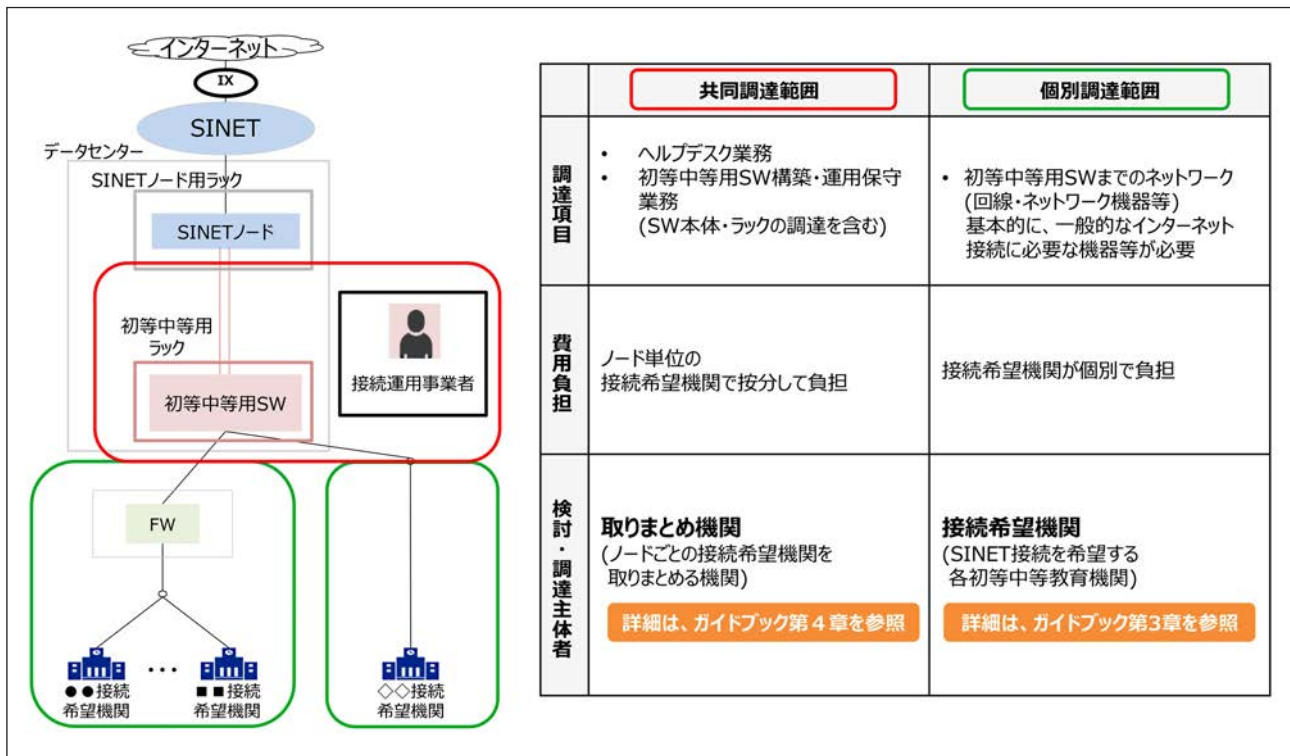 インターネット
IX
SINET
データセンター
SINETノード用ラック
SINETノード
初等中等用
ラック
初等中等用SW
接続運用事業者
FW
●●接続
希望機関
･･･
■■接続
希望機関
◇◇接続
希望機関
共同調達範囲
個別調達範囲
調達項目
• ヘルプデスク業務
• 初等中等用SW構築・運用保守
業務
(SW本体・ラックの調達を含む)
• 初等中等用SWまでのネットワーク
(回線・ネットワーク機器等)
基本的に、一般的なインターネット
接続に必要な機器等が必要
費用負担
ノード単位の
接続希望機関で按分して負担
接続希望機関が個別で負担
検討・調達主体者
取りまとめ機関
(ノードごとの接続希望機関を
取りまとめる機関)
詳細は、ガイドブック第４章を参照
接続希望機関
(SINET接続を希望する
各初等中等教育機関)
詳細は、ガイドブック第3章を参照